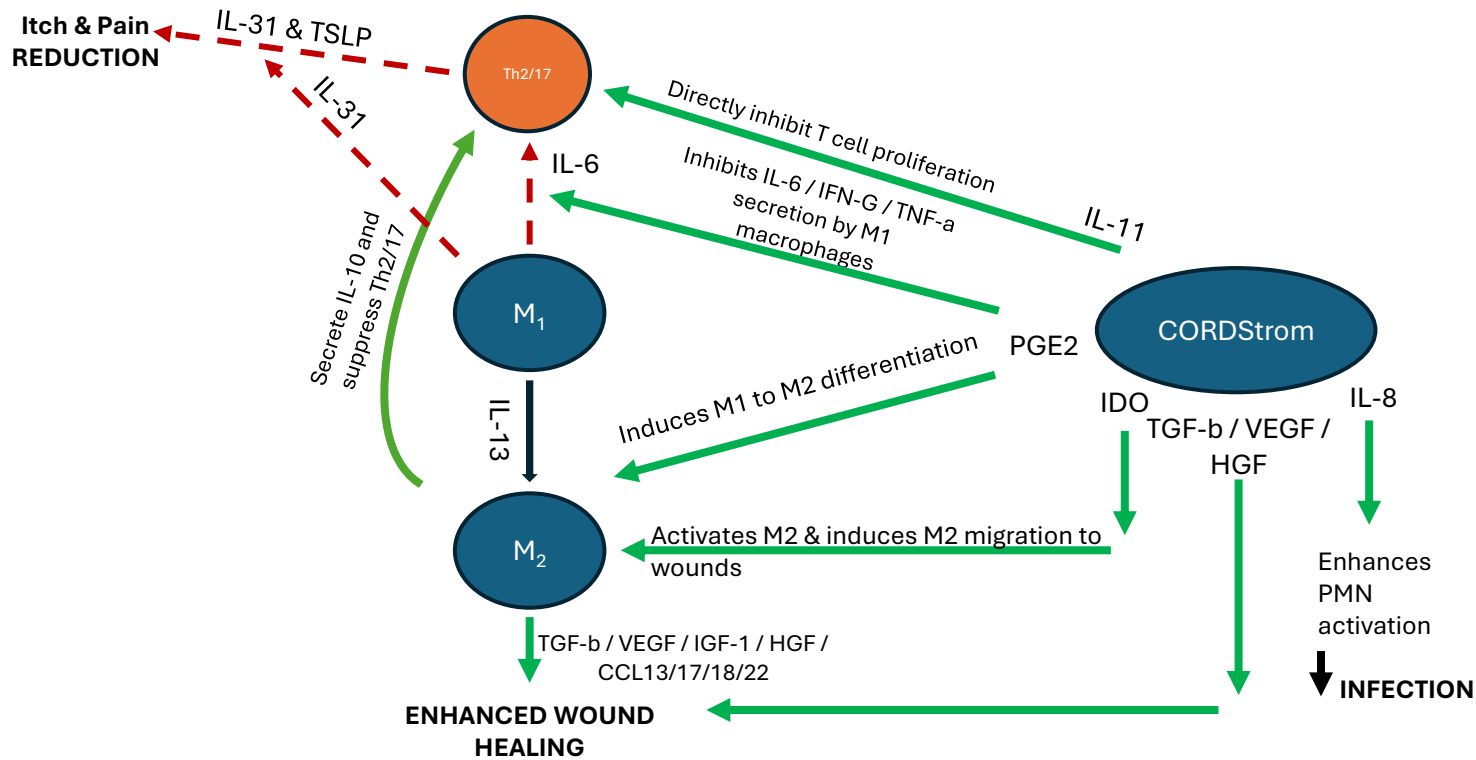 Itch & Pain
REDUCTION
IL-31 & TSLP
IL-31
Th2/17
IL-6
Directly inhibit T cell proliferation
Inhibits IL-6 / IFN-G / TNF-a
secretion by M1
macrophages
IL-11
Secrete IL-10 and
suppress Th2/17
M1
CORDStrom
PGE2
Induces M1 to M2 differentiation
IL-13
IDO
TGF-b / VEGF /
HGF
IL-8
M2
Activates M2 & induces M2 migration to
wounds
Enhances
PMN
activation
TGF-b / VEGF / IGF-1 / HGF /
CCL13/17/18/22
INFECTION
ENHANCED WOUND
HEALING